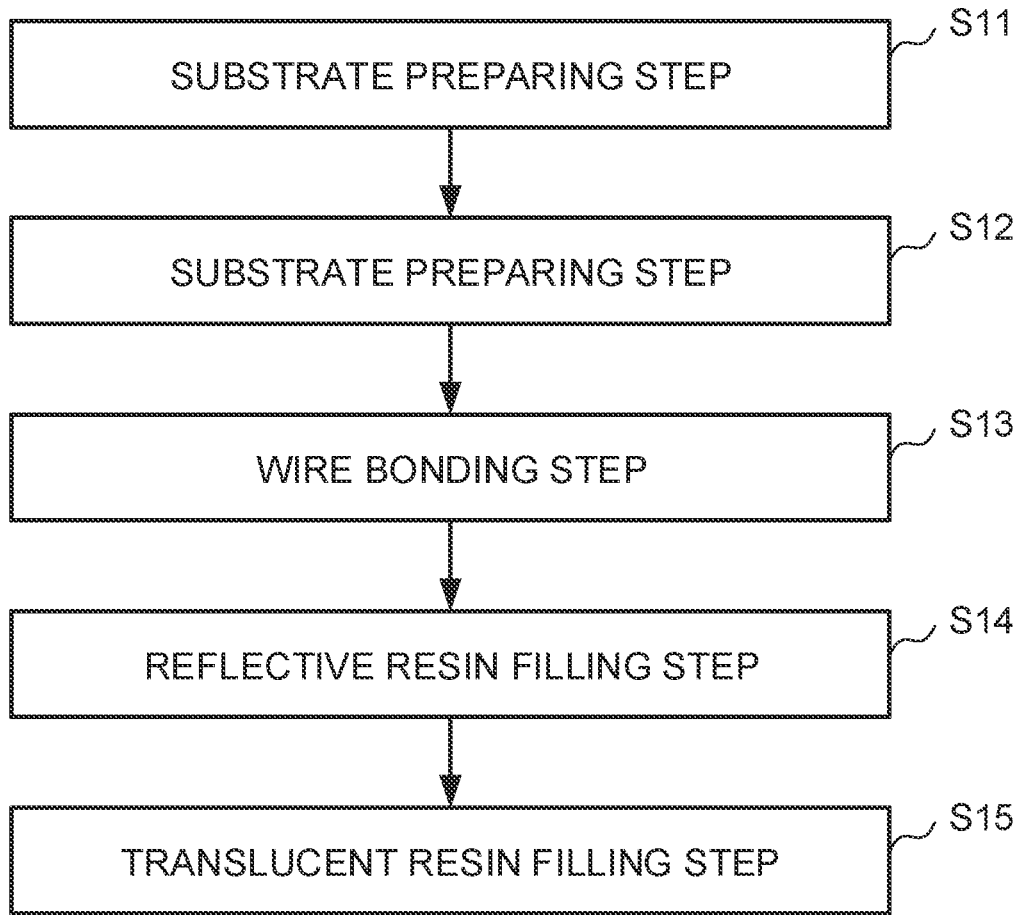 S11
SUBSTRATE PREPARING STEP
S12
SUBSTRATE PREPARING STEP
S13
WIRE BONDING STEP
S14
REFLECTIVE RESIN FILLING STEP
S15
TRANSLUCENT RESIN FILLING STEP